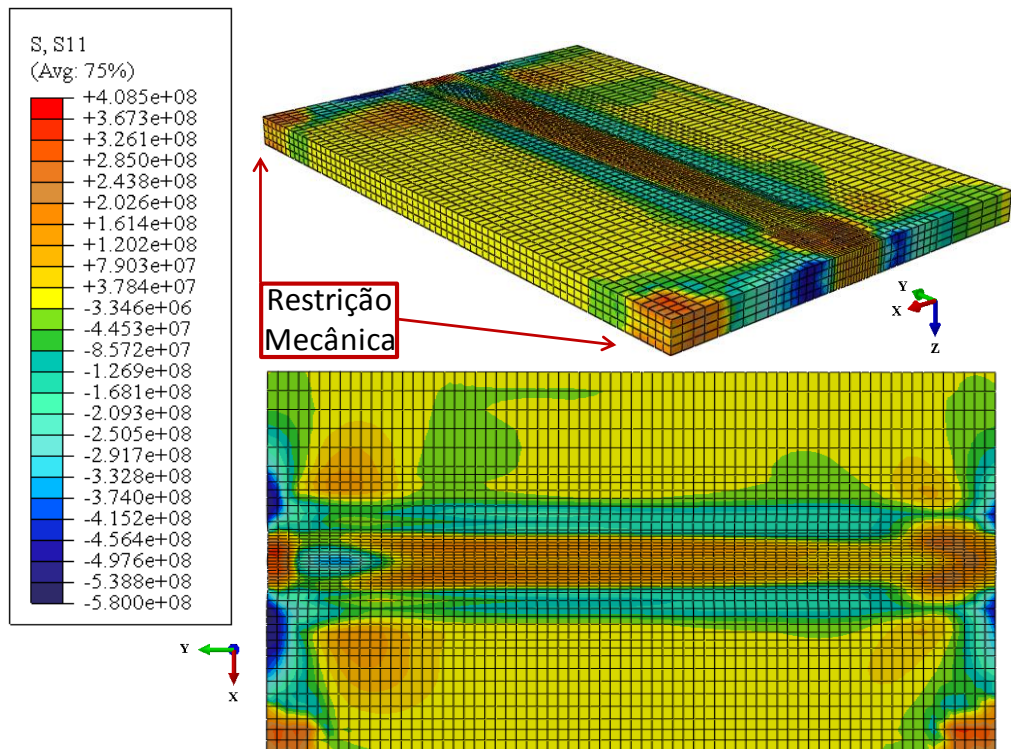 S, S11
(Avg: 75%)
+4.085e+08
+3.673e+08
+3.261e+08
+2.850e+08
+2.438e+08
+2.026e+08
+1.614e+08
+1.202e+08
+7.903e+07
+3.784e+07
-3.346e+06
-4.453e+07
-8.572e+07
-1.269e+08
-1.681e+08
-2.093e+08
-2.505e+08
-2.917e+08
-3.328e+08
-3.740e+08
-4.152e+08
-4.564e+08
-4.976e+08
-5.388e+08
-5.800e+08
Restrição
Mecânica
Y
X
Z
Y
X